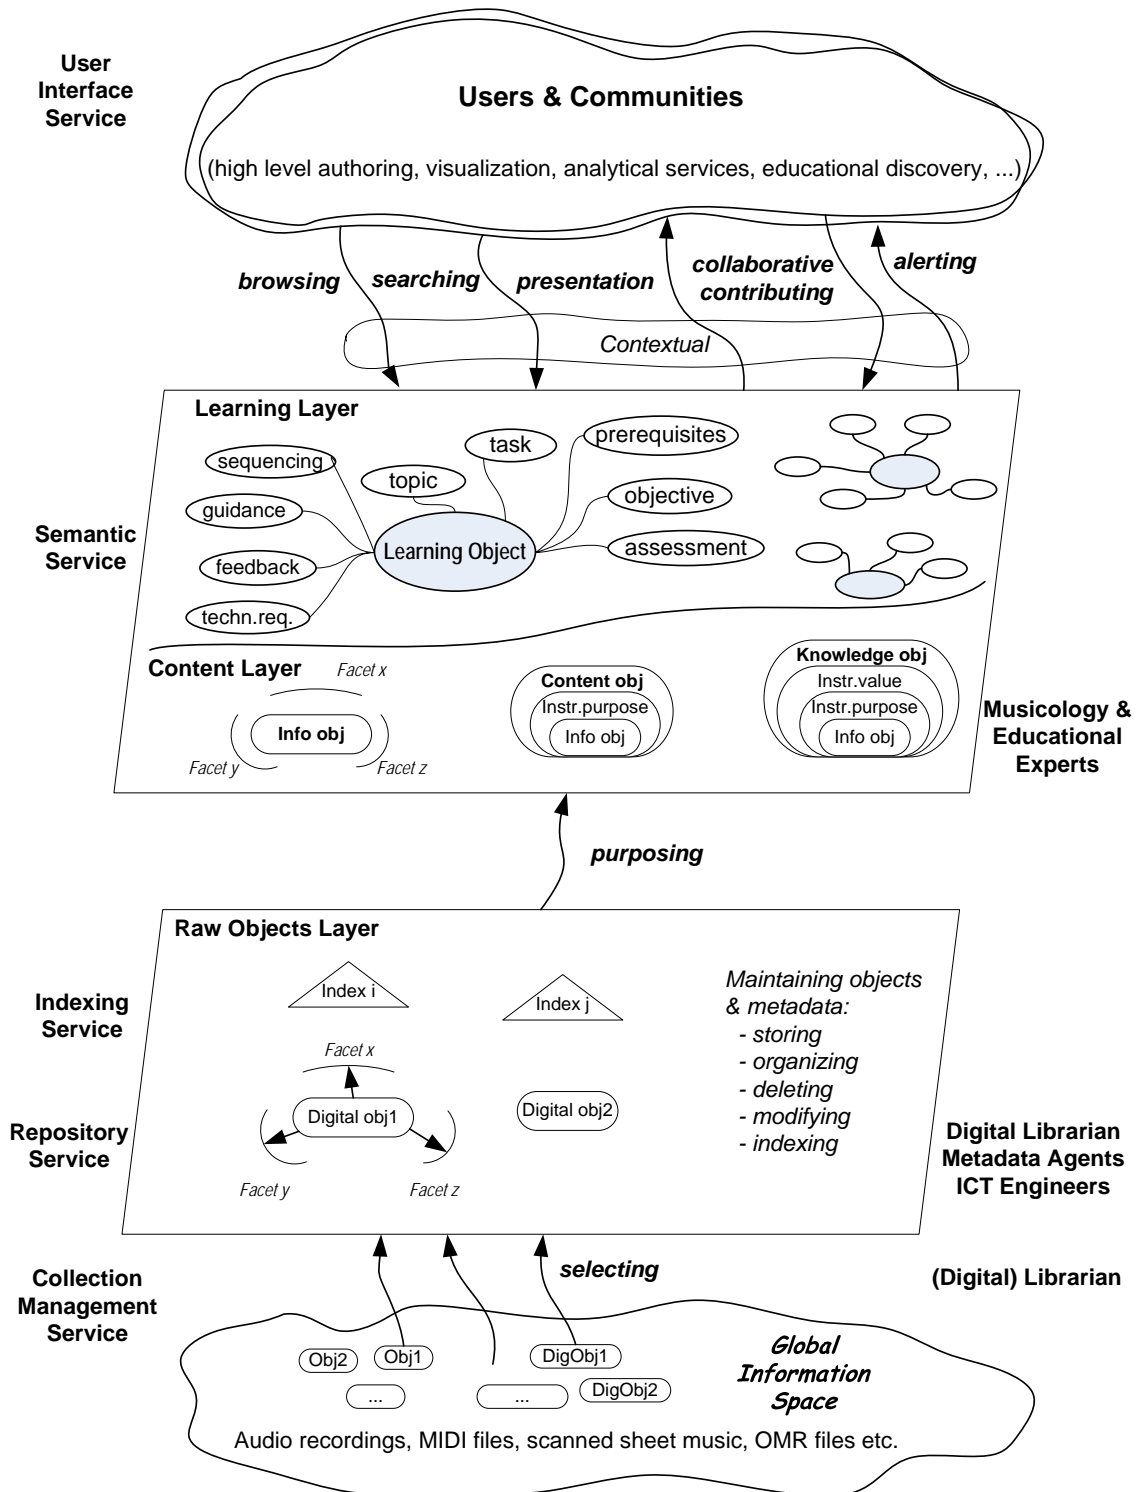 User
Interface
Service
Users & Communities
(high level authoring, visualization, analytical services, educational discovery, ...)
browsing
searching
presentation
collaborative
contributing
alerting
Contextual
Learning Layer
sequencing
guidance
feedback
techn.req.
topic
task
Learning Object
prerequisites
objective
assessment
Semantic
Service
Content Layer
Facet x
Info obj
Facet y
Facet z
Content obj
Instr.purpose
Info obj
Knowledge obj
Instr.value
Instr.purpose
Info obj
Musicology &
Educational
Experts
purposing
Raw Objects Layer
Indexing
Service
Index i
Index j
Maintaining objects
& metadata:
- storing
- organizing
- deleting
- modifying
- indexing
Facet x
Digital obj1
Facet y
Facet z
Digital obj2
Repository
Service
Digital Librarian
Metadata Agents
ICT Engineers
selecting
Collection
Management
Service
(Digital) Librarian
Obj2
Obj1
...
...
DigObj1
DigObj2
Global
Information
Space
Audio recordings, MIDI files, scanned sheet music, OMR files etc.